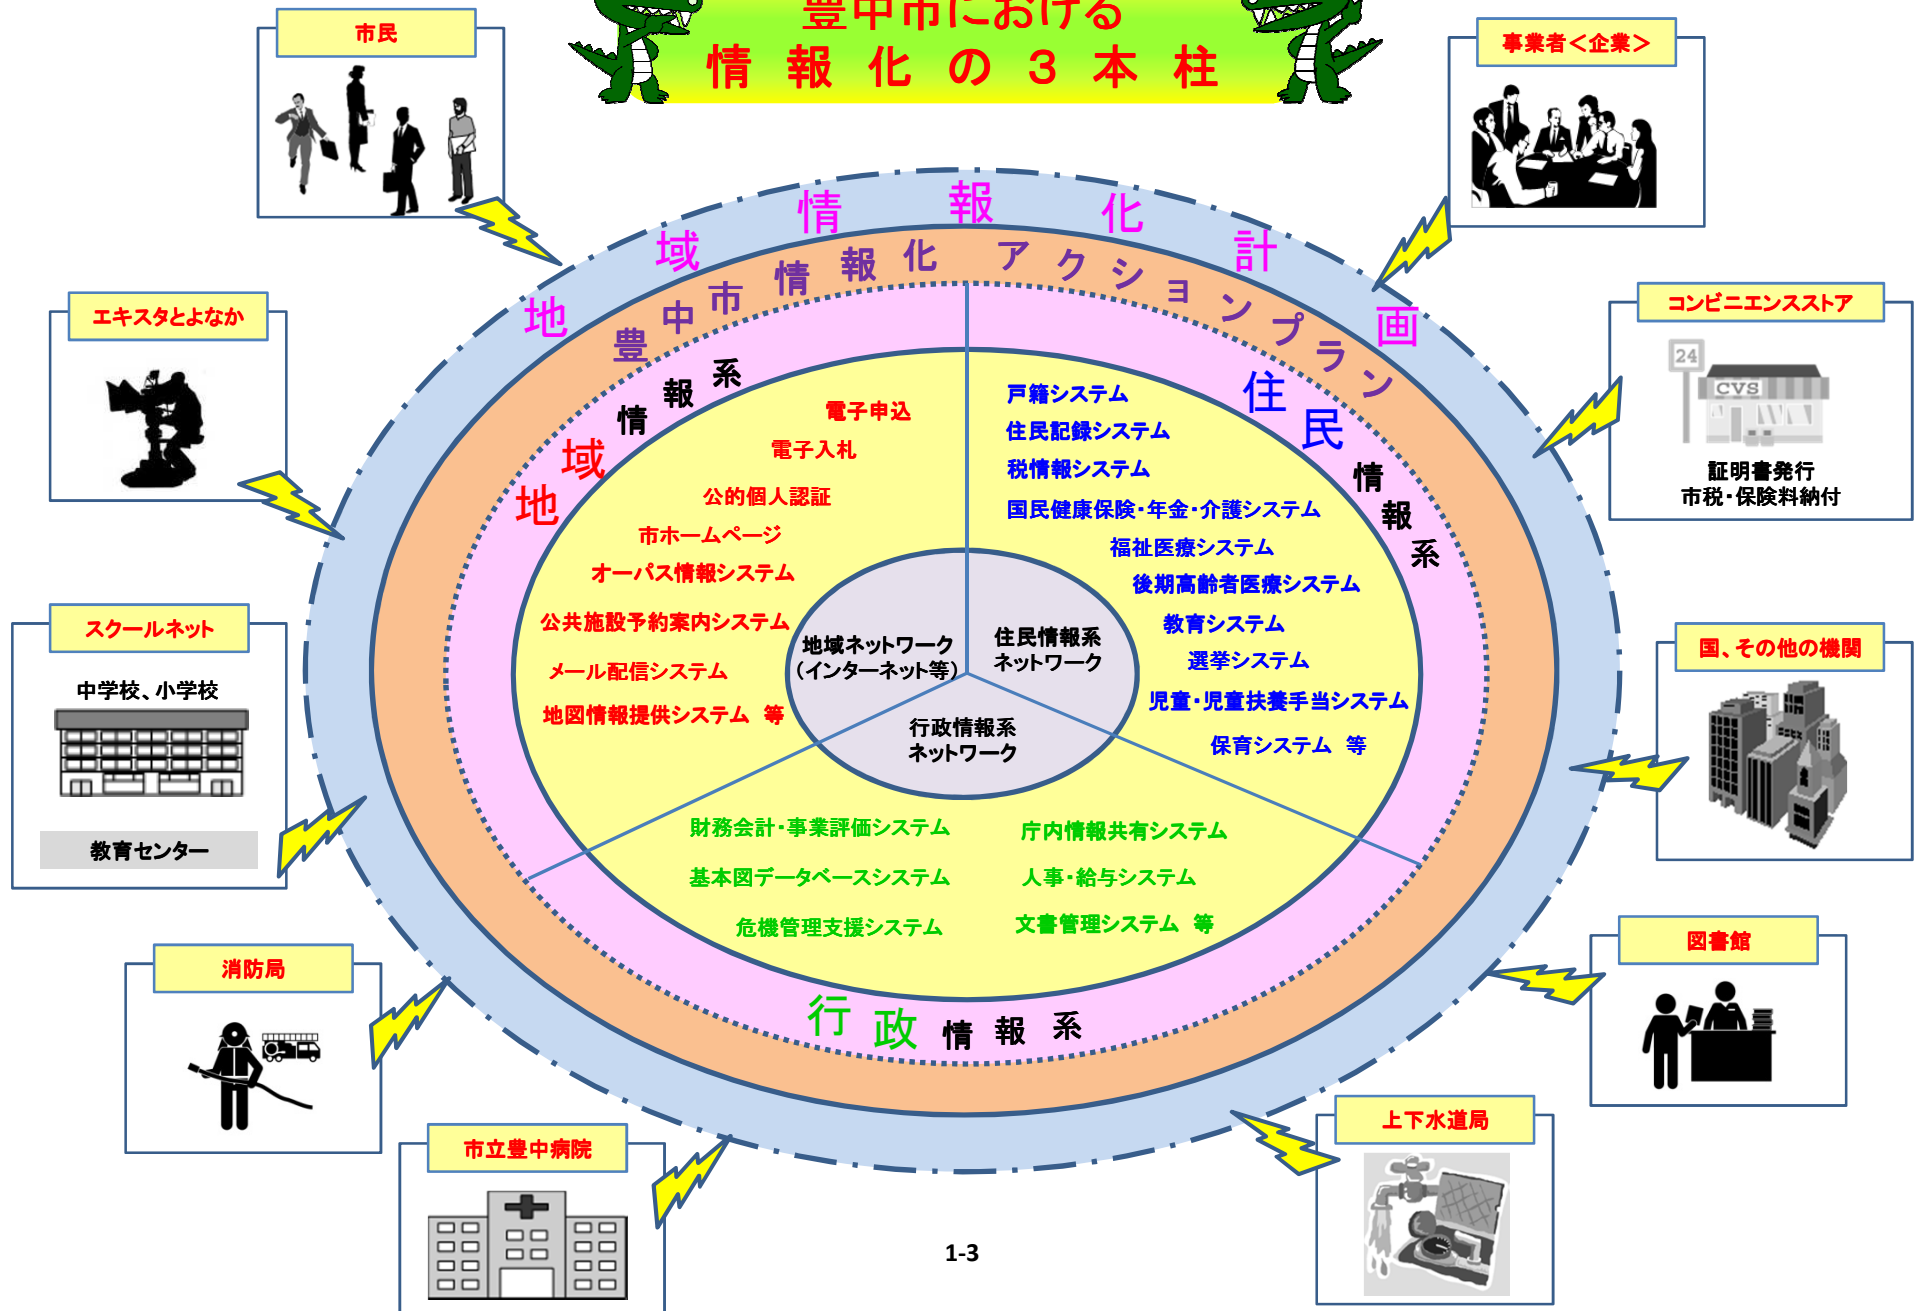 豊中市における
情報化の3本柱
市民
事業者＜企業＞
地域情報化計画
豊中市情報化アクションプラン
エキスタとよなか
コンビニエンスストア
24
CVS
証明書発行
市税・保険料納付
スクールネット
中学校、小学校
教育センター
国、その他の機関
消防局
図書館
市立豊中病院
上下水道局
地域情報系
電子申込
電子入札
公的個人認証
市ホームページ
オーパス情報システム
公共施設予約案内システム
メール配信システム
地図情報提供システム 等
住民情報系
戸籍システム
住民記録システム
税情報システム
国民健康保険・年金・介護システム
福祉医療システム
後期高齢者医療システム
教育システム
選挙システム
児童・児童扶養手当システム
保育システム 等
地域ネットワーク
（インターネット等）
住民情報系
ネットワーク
行政情報系
ネットワーク
財務会計・事業評価システム
基本図データベースシステム
危機管理支援システム
庁内情報共有システム
人事・給与システム
文書管理システム 等
行政情報系
1-3